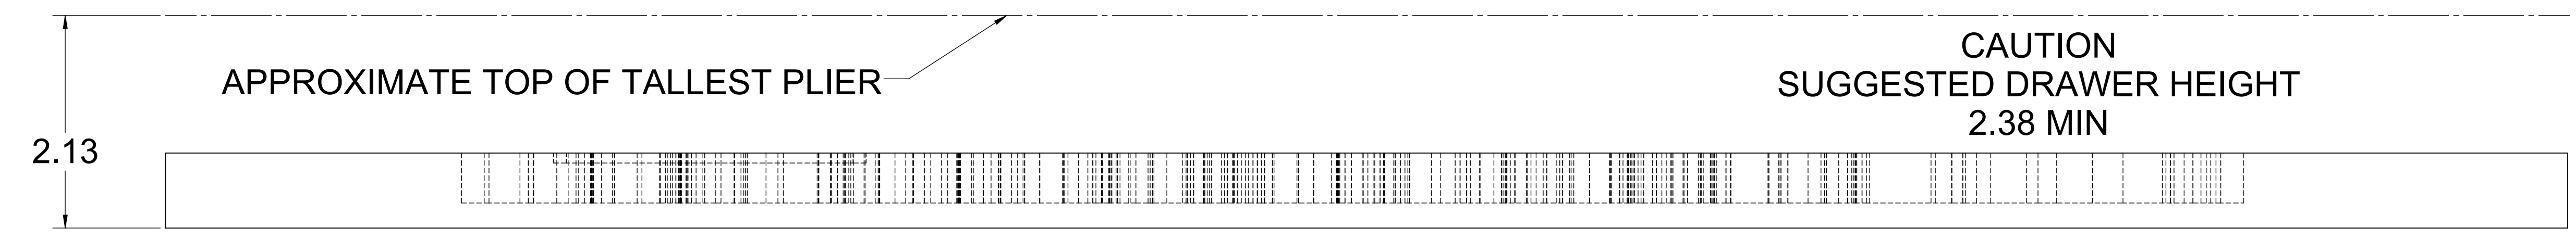 APPROXIMATE TOP OF TALLEST PLIER
CAUTION
SUGGESTED DRAWER HEIGHT
2.38 MIN
2.13